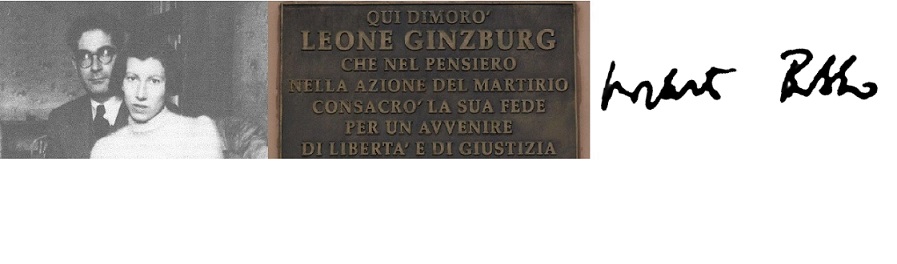 QUI DIMORO'
LEONE GINZBURG
CHE NEL PENSIERO
NELLA AZIONE DEL MARTIRIO
CONSACRO' LA SUA FEDE
PER UN AVVENIRE
DI LIBERTA' E DI GIUSTIZIA